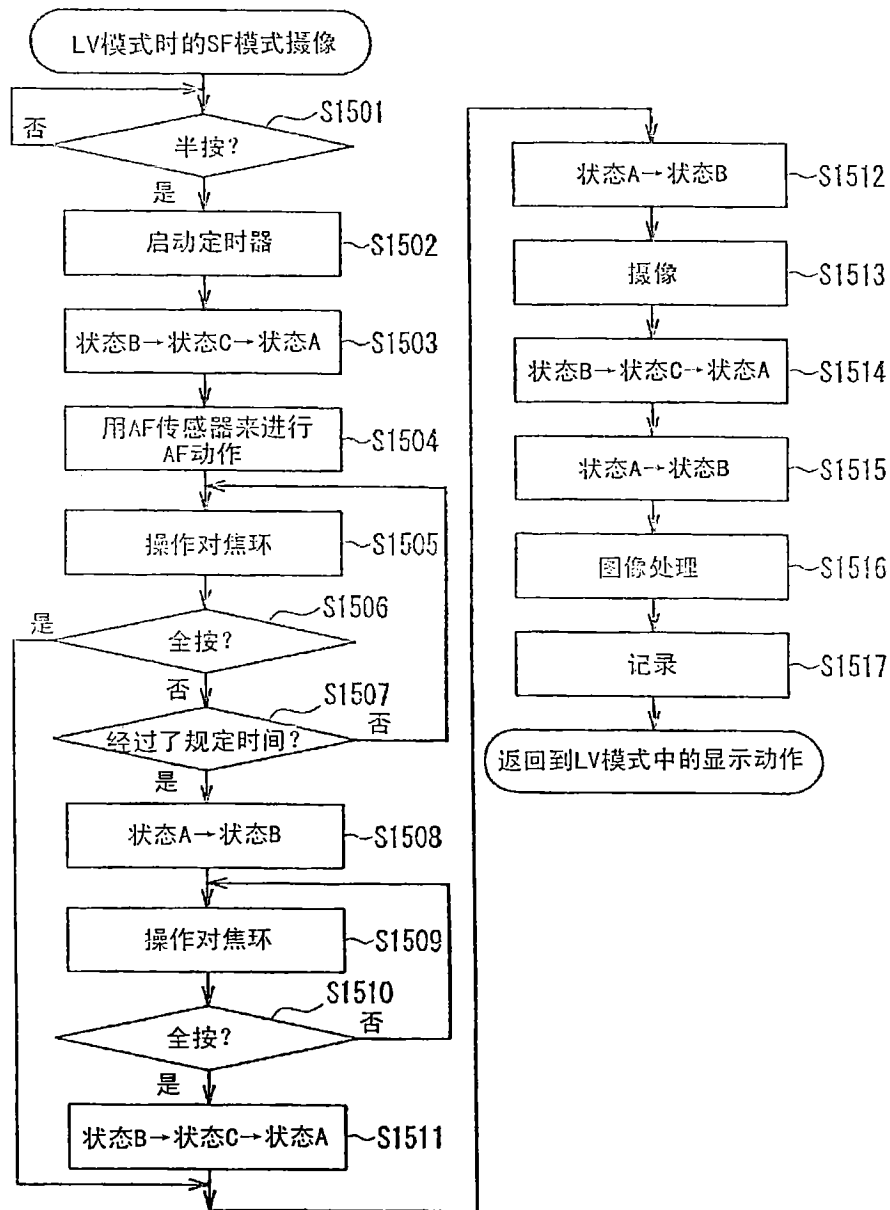 LV模式时的SF模式摄像
S1501
否
半按?
是
启动定时器
S1502
状态B→状态C→状态A
S1503
用AF传感器来进行
AF动作
S1504
操作对焦环
S1505
S1506
是
全按?
否
S1507
经过了规定时间?
否
是
状态A→状态B
S1508
操作对焦环
S1509
S1510
全按?
否
是
状态B→状态C→状态A
S1511
状态A→状态B
S1512
摄像
S1513
状态B→状态C→状态A
S1514
状态A→状态B
S1515
图像处理
S1516
记录
S1517
返回到LV模式中的显示动作